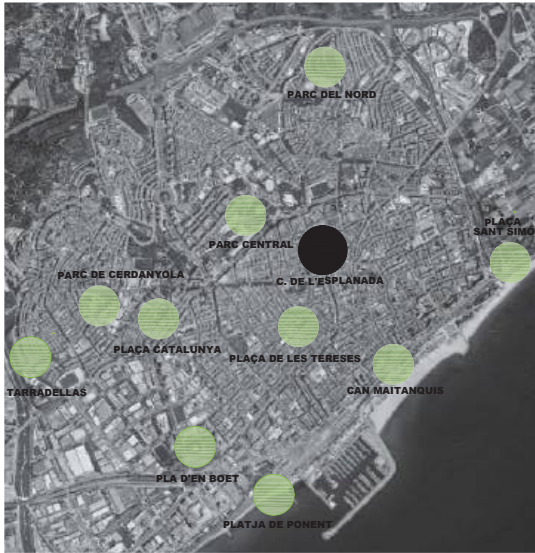 PARC DEL NORD
PLAÇA
SANT SIMÓ
PARC CENTRAL
PARC DE CERDANYOLA
C. DE L'ESPLANADA
PLAÇA CATALUNYA
PLAÇA DE LES TERESES
TARRADELLAS
CAN MAITANQUIS
PLA D'EN BOET
PLATJA DE PONENT